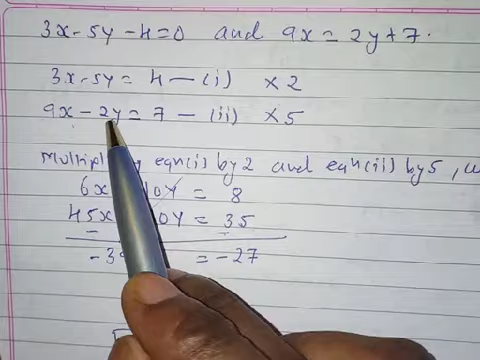 3x-5y-4=0 and 9x = 2y+7.
3x-5y = 4 — (i) ×2
9x - 2y = 7 — (ii) ×5
eqn(i) by 2 and eqn(ii) by 5,
6x 10y = 8
45x 10y = 35
= -27